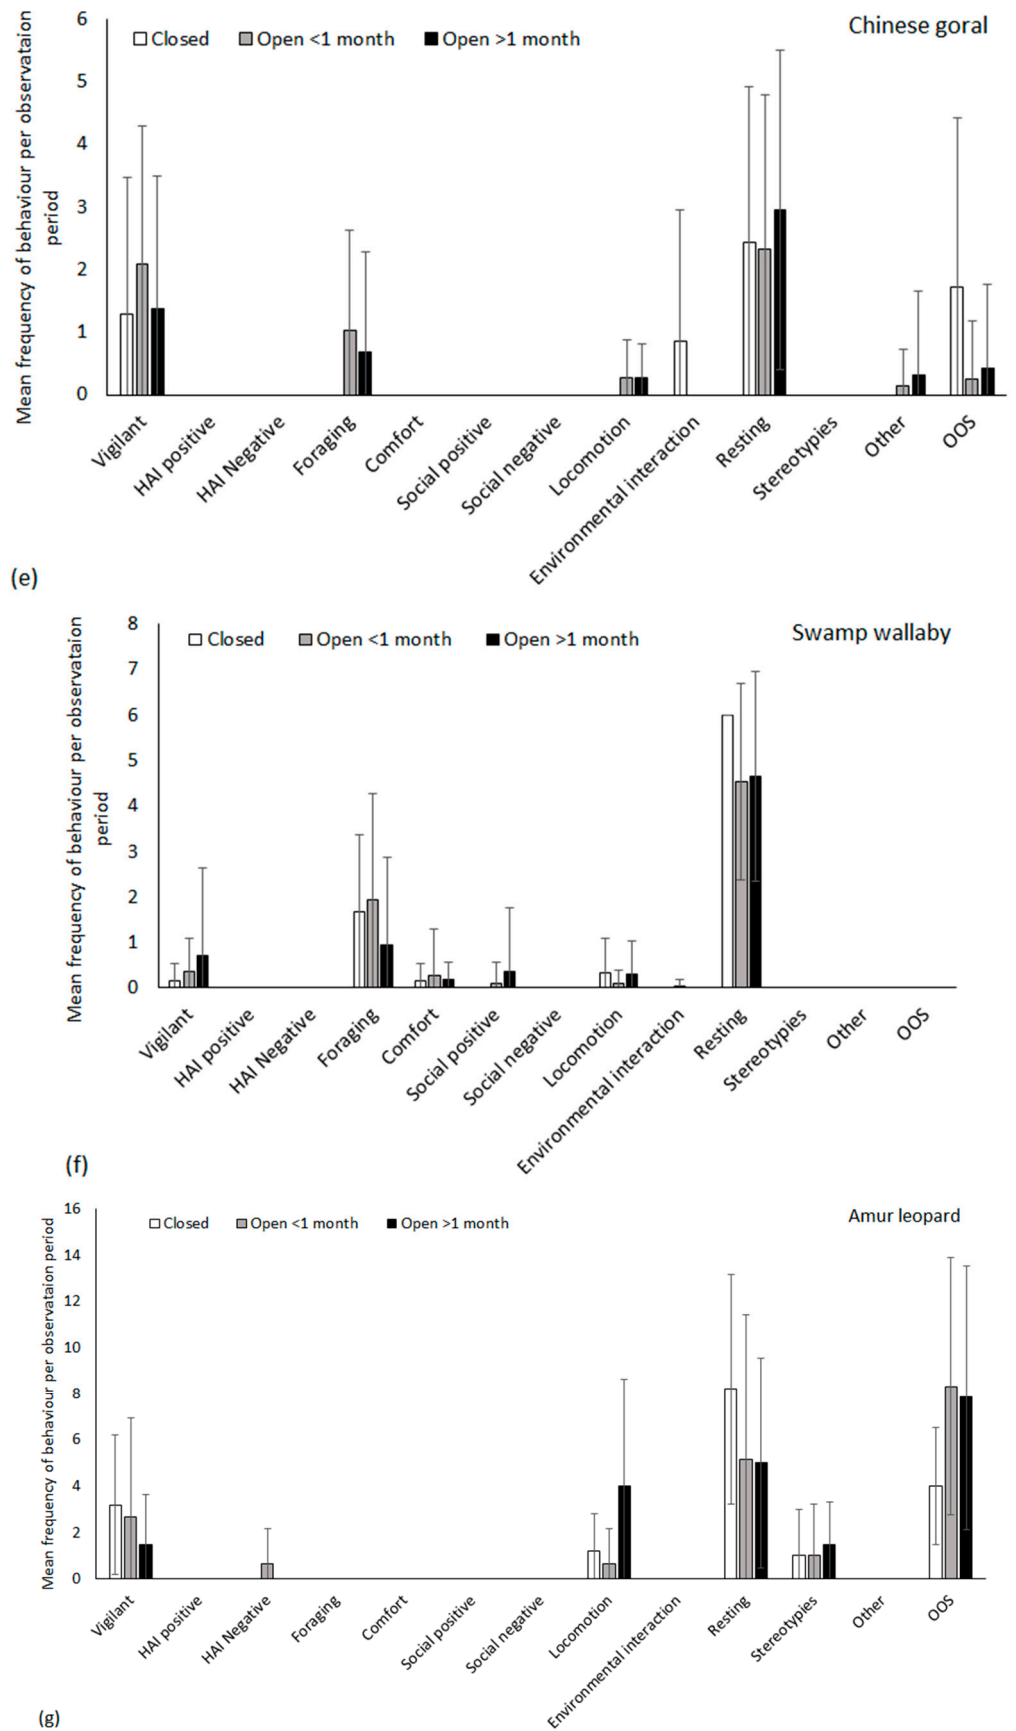 Chinese goral
Closed Open <1 month Open >1 month
Mean frequency of behaviour per observataion
period
6
5
4
3
2
1
0
Vigilant
HAI positive
HAI Negative
Foraging
Comfort
Social positive
Social negative
Locomotion
Environmental interaction
Resting
Stereotypies
Other
OOS
(e)
Swamp wallaby
Closed Open <1 month Open >1 month
Mean frequency of behaviour per observataion
period
8
7
6
5
4
3
2
1
0
Vigilant
HAI positive
HAI Negative
Foraging
Comfort
Social positive
Social negative
Locomotion
Environmental interaction
Resting
Stereotypies
Other
OOS
(f)
Amur leopard
Closed Open <1 month Open >1 month
Mean frequency of behaviour per observataion period
16
14
12
10
8
6
4
2
0
Vigilant
HAI positive
HAI Negative
Foraging
Comfort
Social positive
Social negative
Locomotion
Environmental interaction
Resting
Stereotypies
Other
OOS
(g)